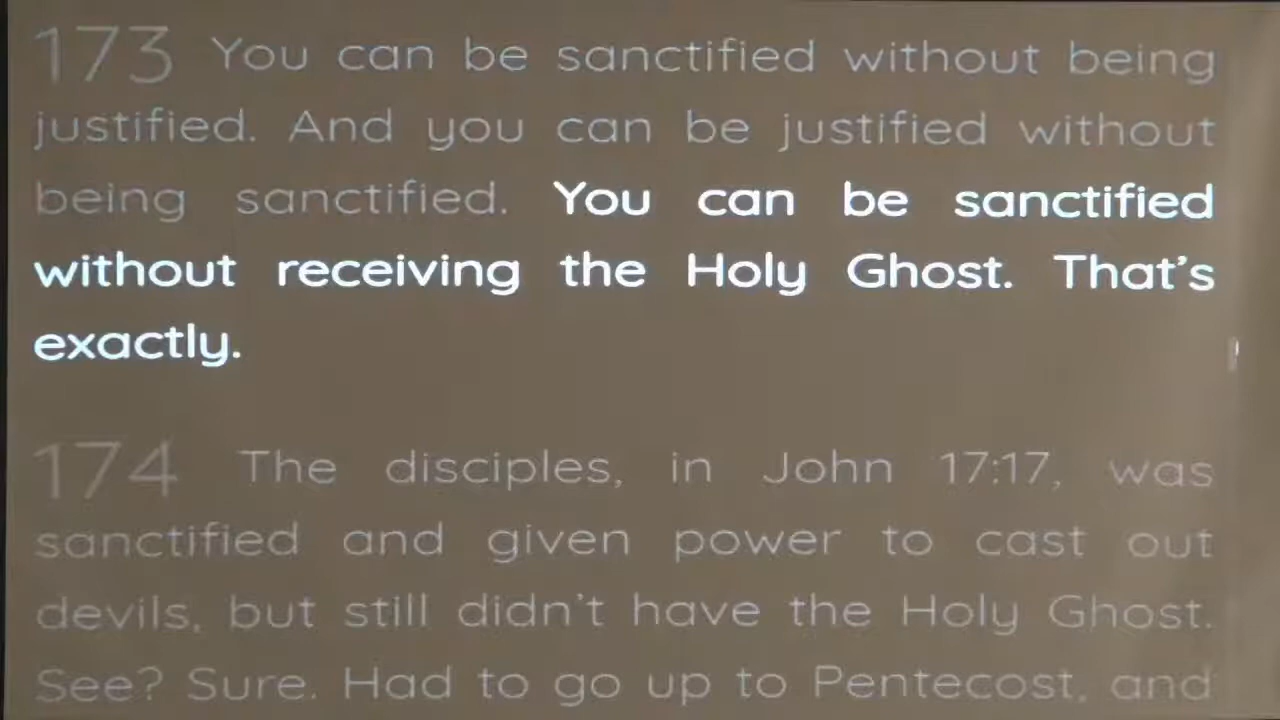 173 You can be sanctified without being
justified. And you can be justified without
being sanctified. You can be sanctified
without receiving the Holy Ghost. That's
exactly.
174 The disciples, in John 17:17, was
sanctified and given power to cast out
devils, but still didn't have the Holy Ghost.
See? Sure. Had to go up to Pentecost, and